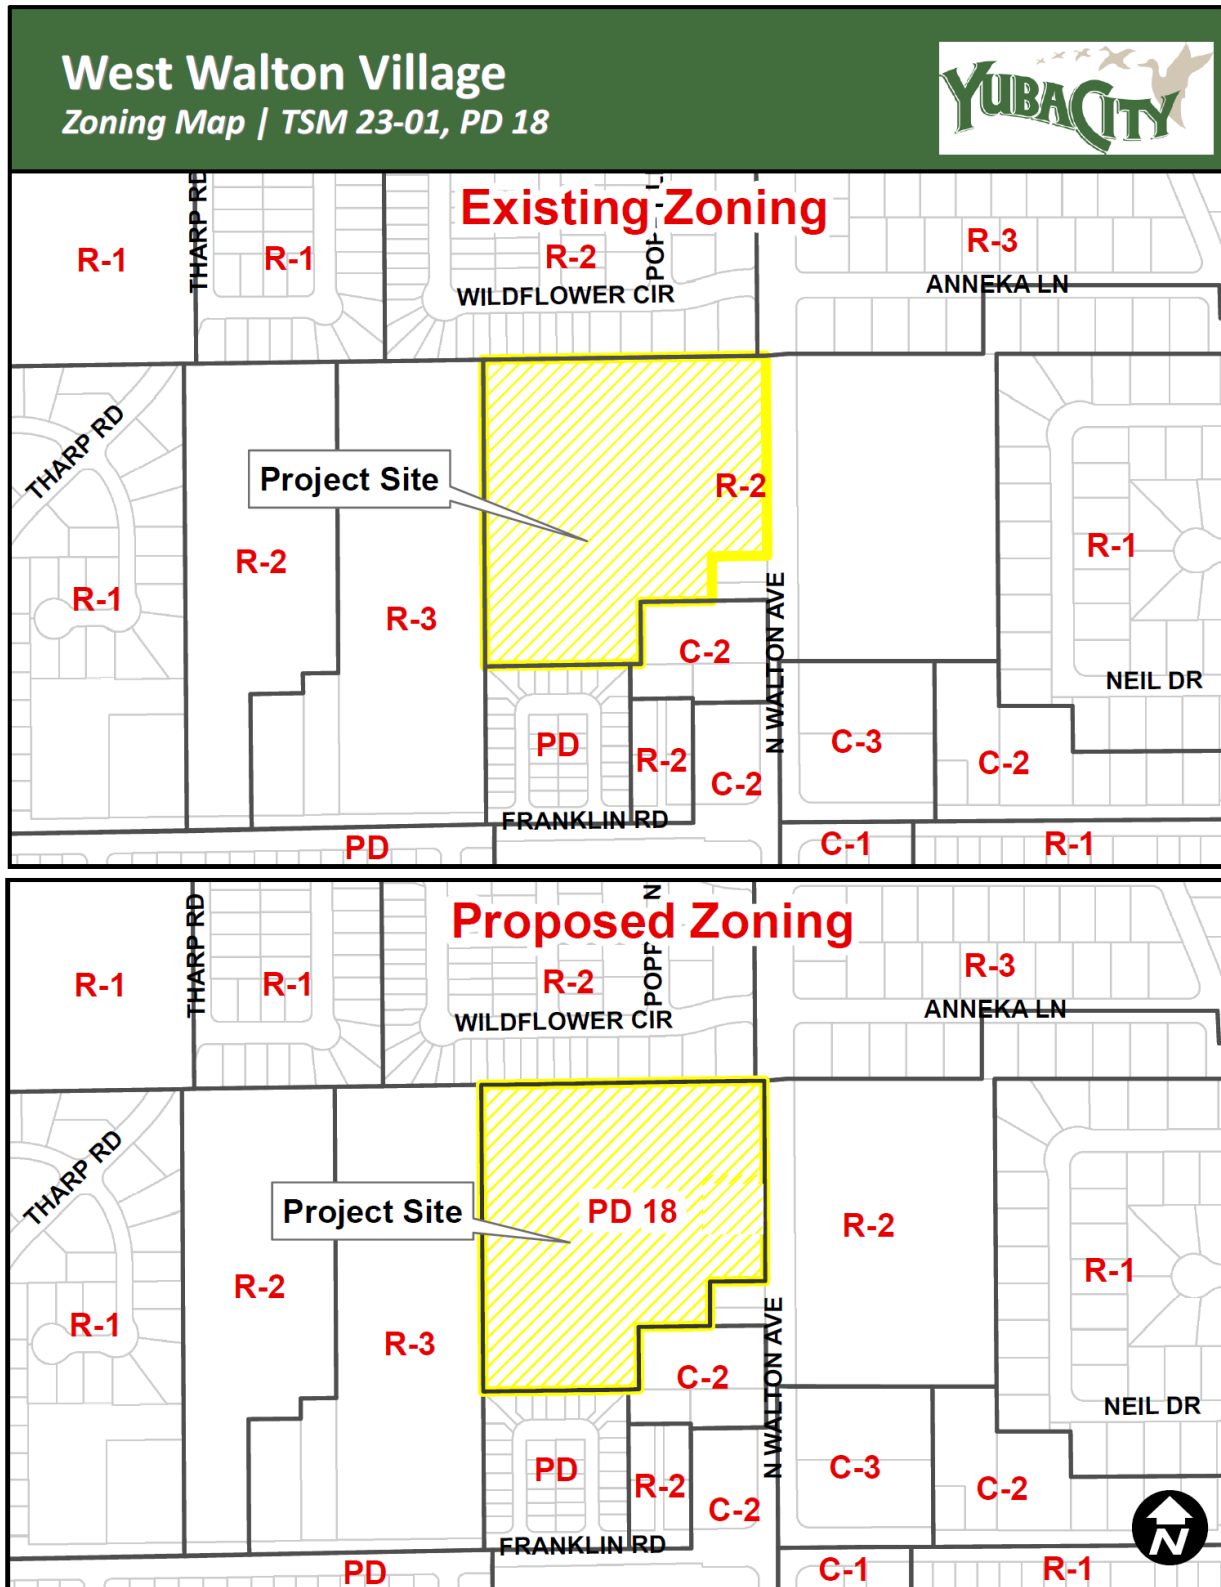 West Walton Village
Zoning Map | TSM 23-01, PD 18
YUBA CITY
Existing Zoning
THARP RD
R-1
R-1
R-2
R-3
WILDFLOWER CIR
ANNEKA LN
THARP RD
Project Site
R-2
R-1
R-2
R-1
R-3
C-2
N WALTON AVE
NEIL DR
PD
R-2
C-2
C-3
C-2
FRANKLIN RD
PD
C-1
R-1
Proposed Zoning
THARP RD
R-1
R-1
R-2
R-3
WILDFLOWER CIR
ANNEKA LN
THARP RD
Project Site
PD 18
R-2
R-1
R-2
R-1
R-3
C-2
N WALTON AVE
NEIL DR
PD
R-2
C-2
C-3
C-2
FRANKLIN RD
PD
C-1
R-1
N